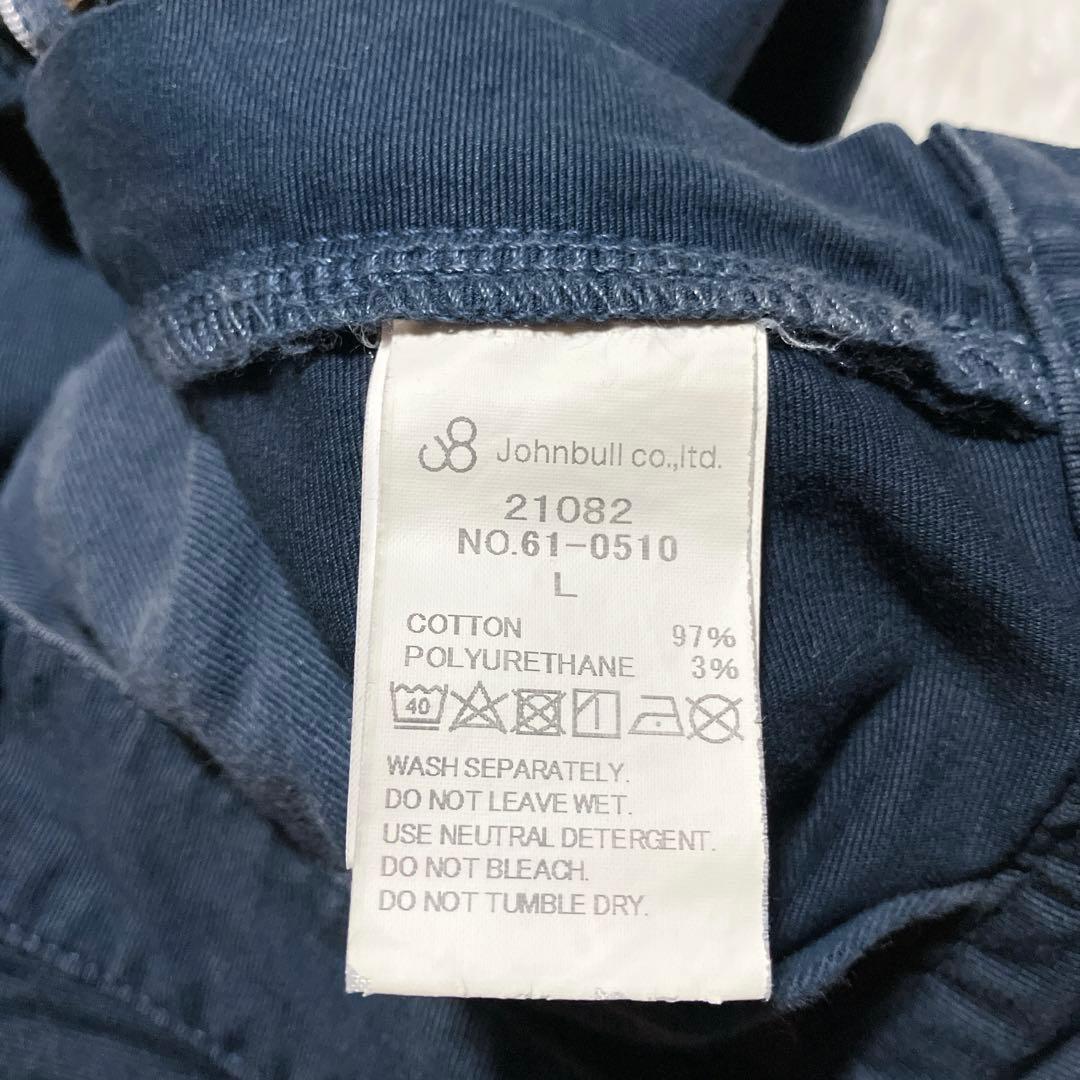 Johnbull co.,ltd.
21082
NO.61-0510
L
COTTON 97%
POLYURETHANE 3%
40
WASH SEPARATELY.
DO NOT LEAVE WET.
USE NEUTRAL DETERGENT.
DO NOT BLEACH.
DO NOT TUMBLE DRY.